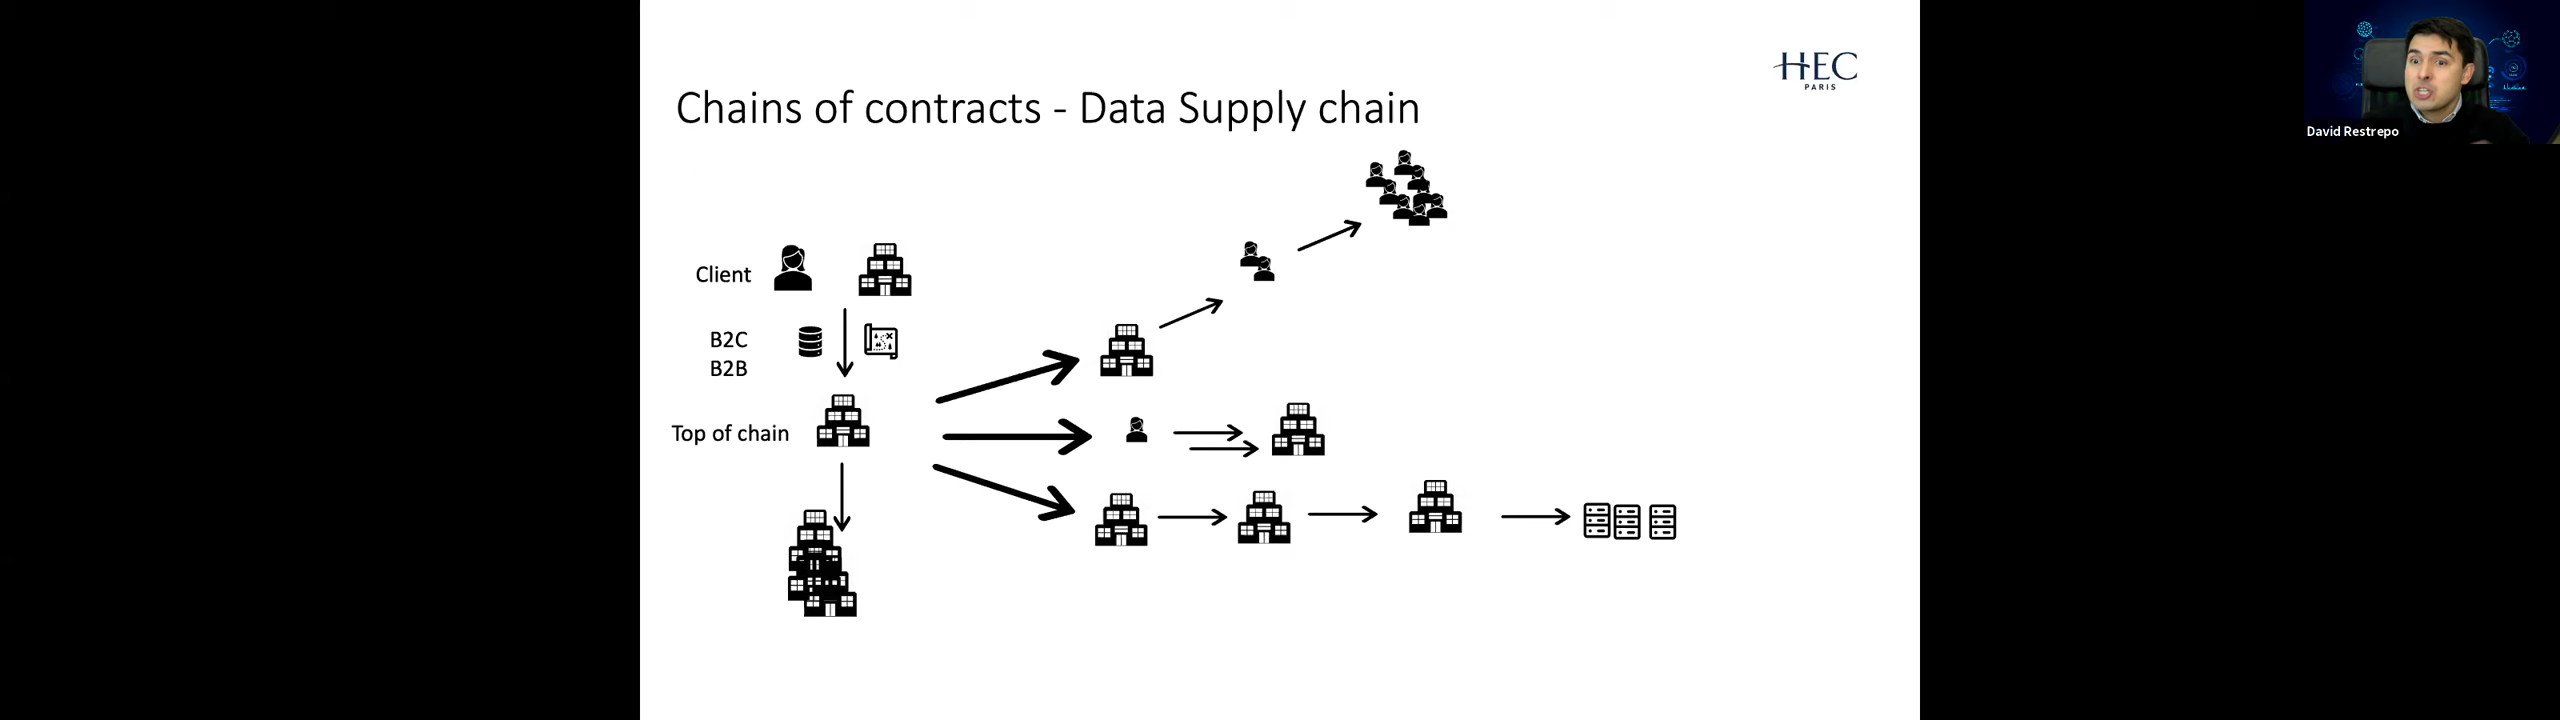 HEC
PARIS
Chains of contracts - Data Supply chain
Client
B2C
B2B
Top of chain
David Restrepo